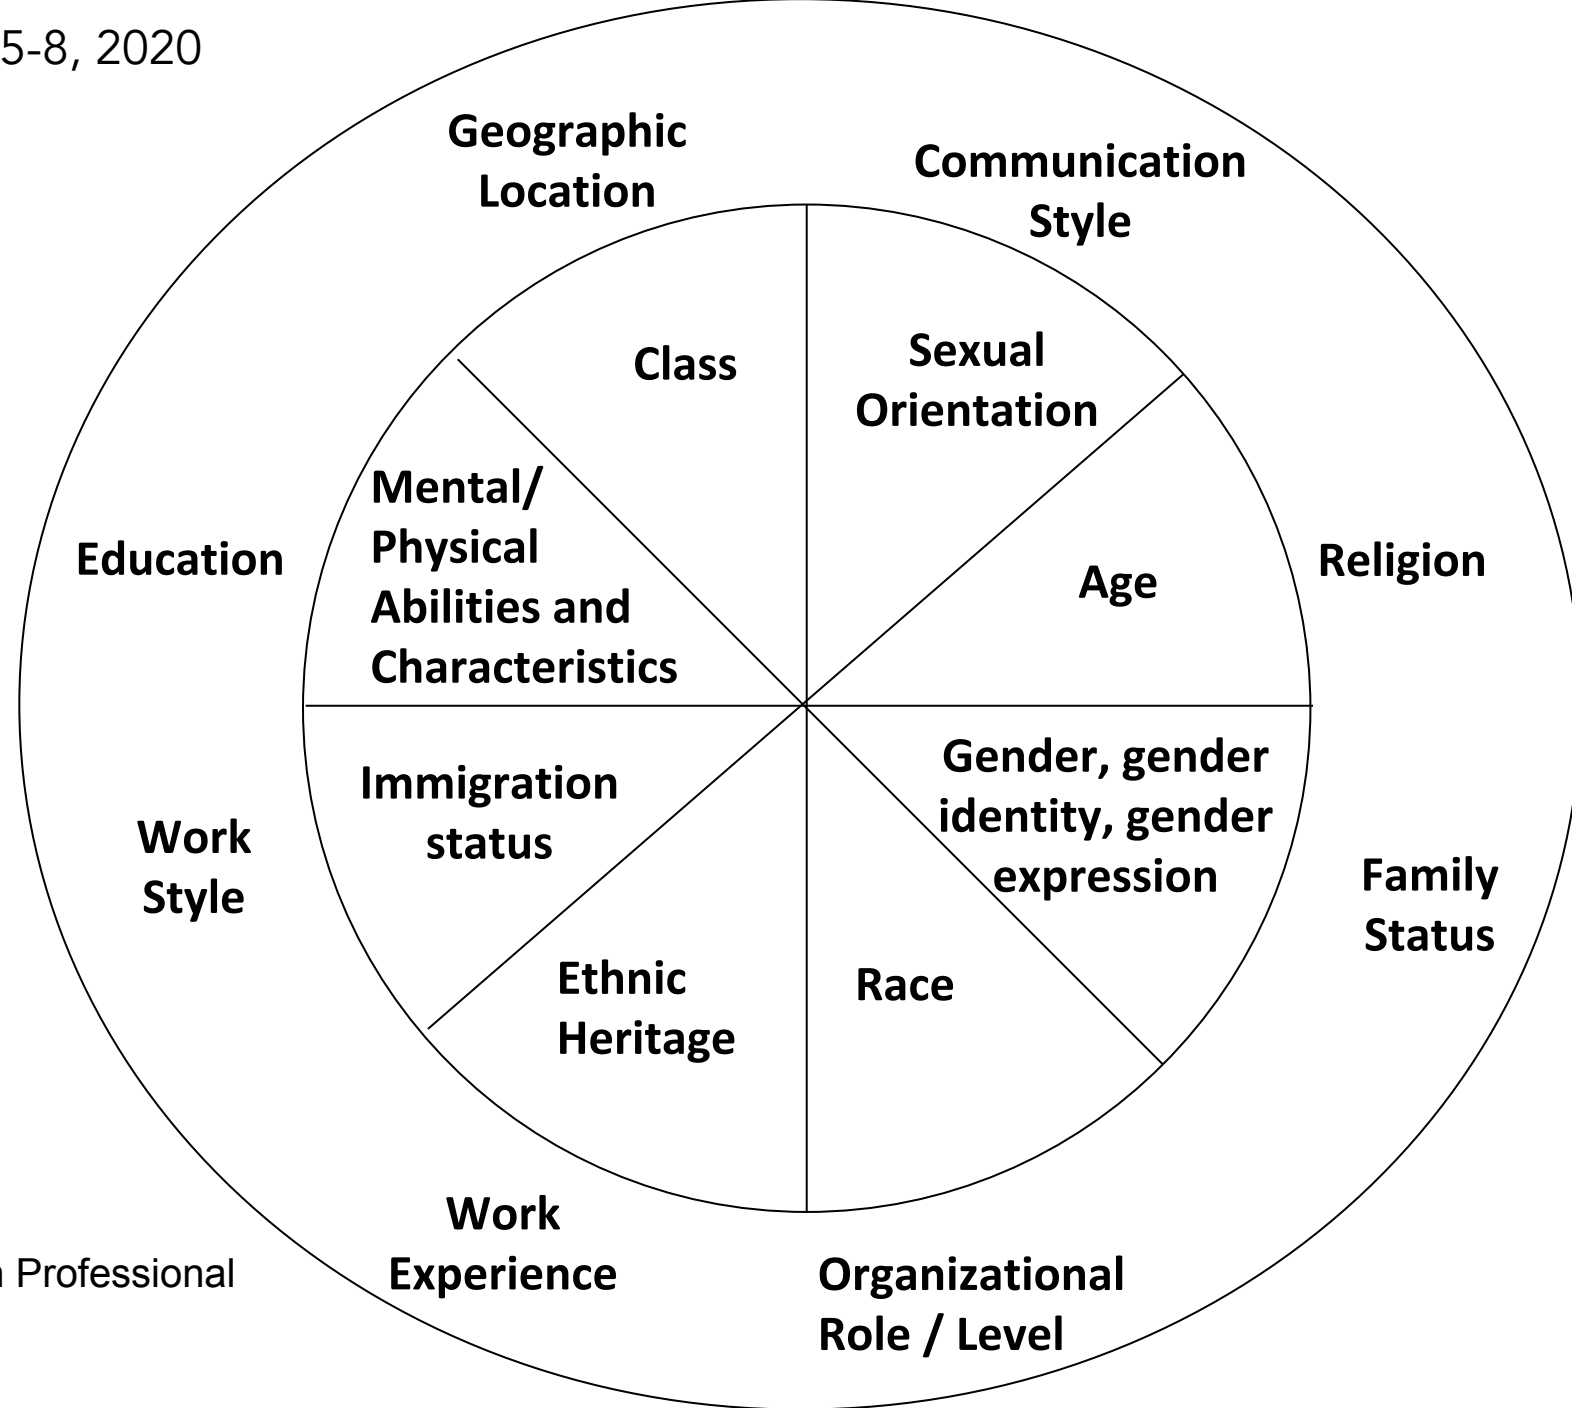 5-8, 2020
Geographic
Location
Communication
Style
Class
Sexual
Orientation
Mental/
Physical
Abilities and
Characteristics
Education
Age
Religion
Gender, gender
identity, gender
expression
Immigration
status
Work
Style
Family
Status
Ethnic
Heritage
Race
Work
Experience
Professional
Organizational
Role / Level